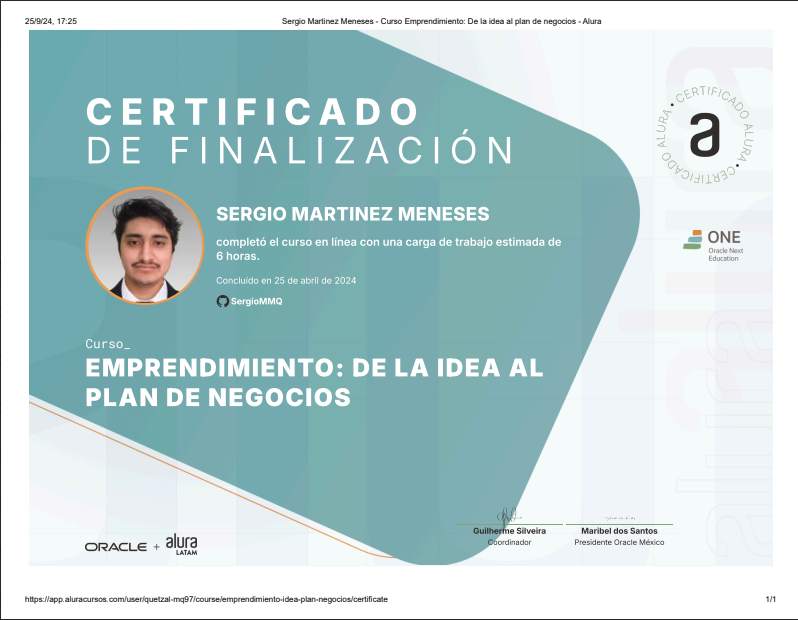 25/9/24, 17:25
Sergio Martinez Meneses - Curso Emprendimiento: De la idea al plan de negocios - Alura
CERTIFICADO
DE FINALIZACIÓN
CERTIFICADO ALURA • CERTIFICADO ALURA •
a
SERGIO MARTINEZ MENESES
completó el curso en línea con una carga de trabajo estimada de
6 horas.
Concluído en 25 de abril de 2024
SergioMMQ
ONE
Oracle Next
Education
Curso_
EMPRENDIMIENTO: DE LA IDEA AL
PLAN DE NEGOCIOS
ORACLE + alura
LATAM
Guilherme Silveira
Coordinador
Maribel dos Santos
Presidente Oracle México
https://app.aluracursos.com/user/quetzal-mq97/course/emprendimiento-idea-plan-negocios/certificate
1/1